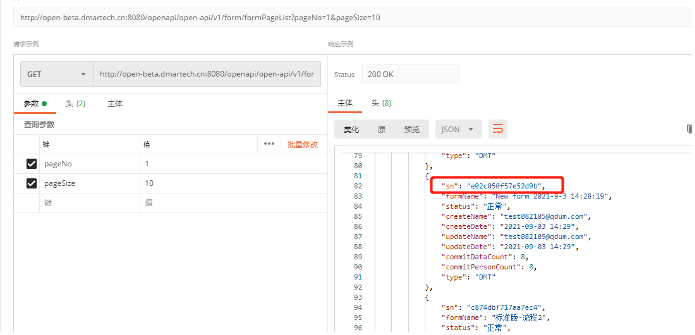 http://open-beta.dmartech.cn:8080/openapi/open-api/v1/form/formPageList?pageNo=1&pageSize=10
请求示例
响应示例
GET
http://open-beta.dmartech.cn:8080/openapi/open-api/v1/for
Status
200 OK
参数
头 (2)
主体
主体
头 (8)
查询参数
美化
原
预览
JSON
键
值
•••
批量修改
pageNo
1
pageSize
10
键
值
79 "type": "DMT"
80 },
81 {
82 "sn": "e02c050f57e52d9b",
83 "formName": "New form 2021-9-3 14:28:19",
84 "status": "正常",
85 "createName": "test082105@qdum.com",
86 "createDate": "2021-09-03 14:29",
87 "updateName": "test082105@qdum.com",
88 "updateDate": "2021-09-03 14:29",
89 "commitDataCount": 8,
90 "commitPersonCount": 8,
91 "type": "DMT"
92 },
93 {
94 "sn": "c874dbf717aa7ec4",
95 "formName": "标准版-流程2",
96 "status": "正常",